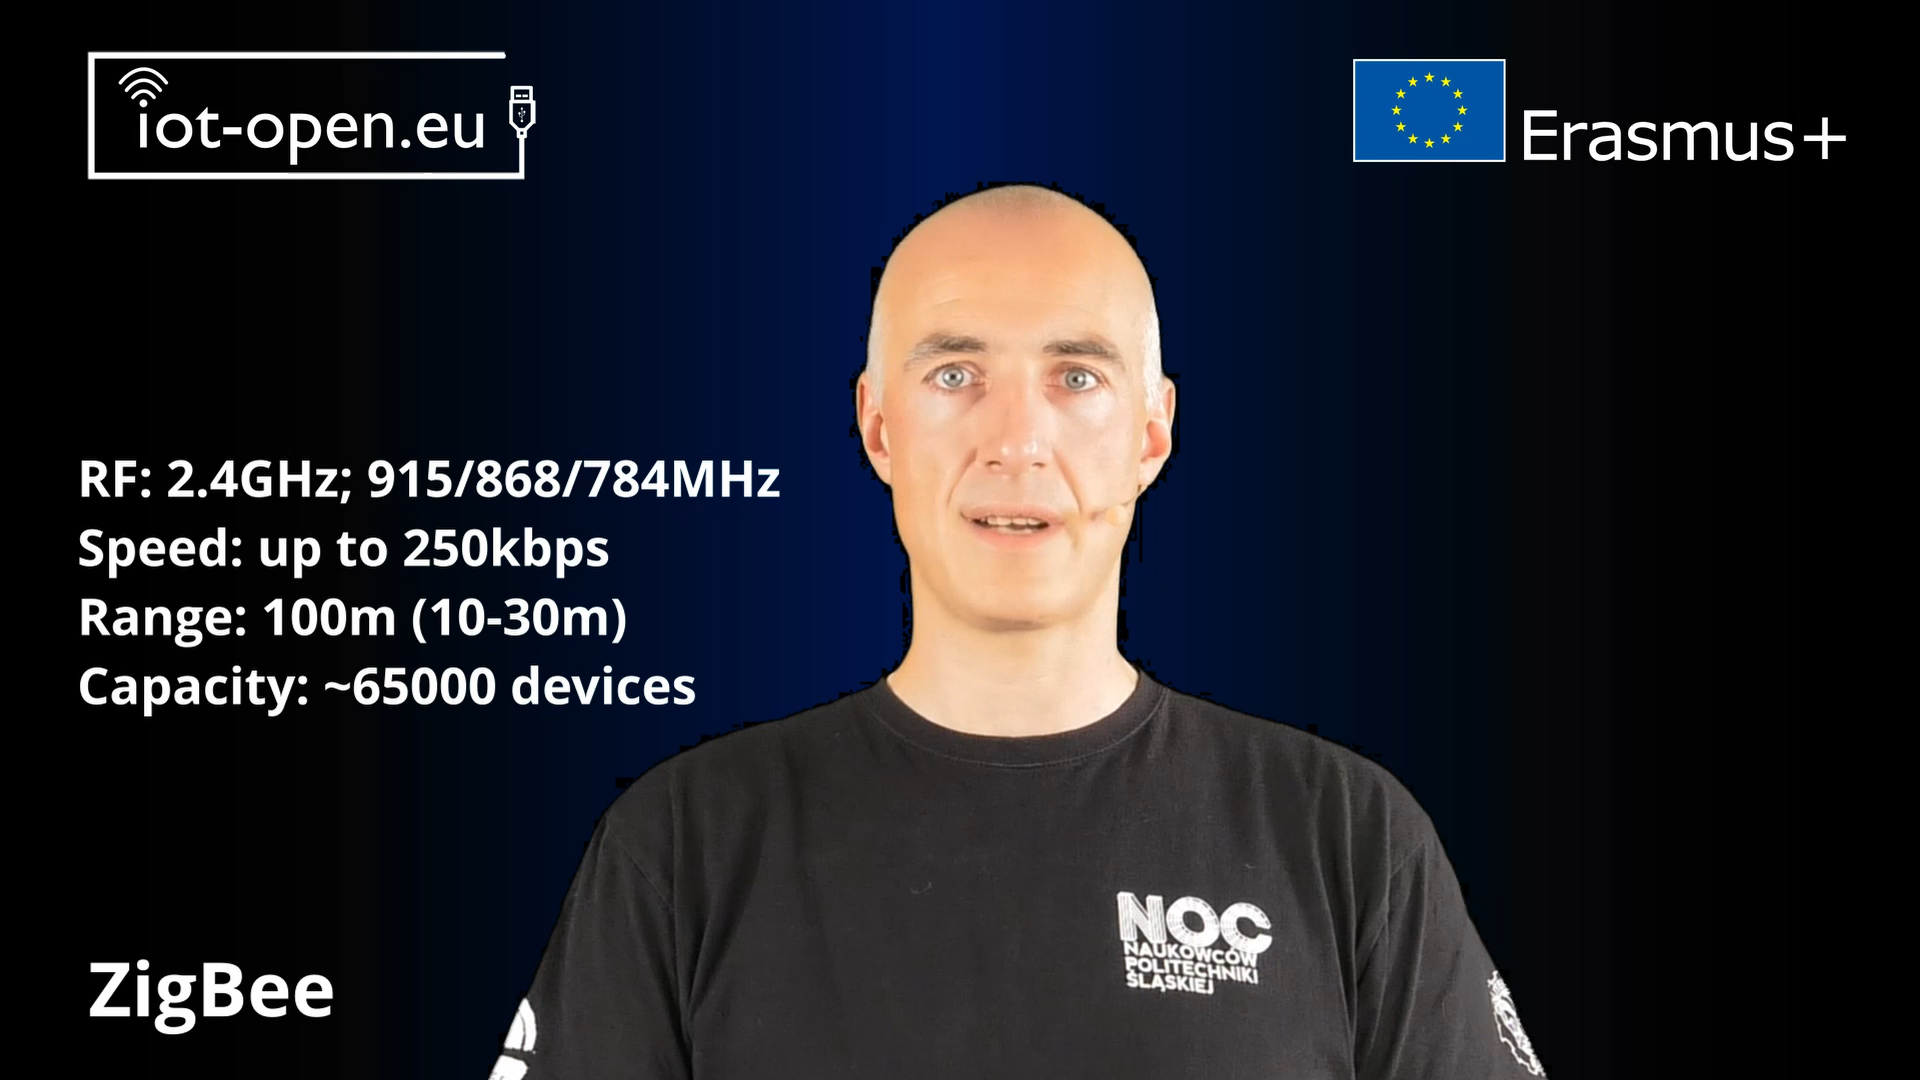 iot-open.eu
Erasmus+
RF: 2.4GHz; 915/868/784MHz
Speed: up to 250kbps
Range: 100m (10-30m)
Capacity: ~65000 devices
NOC
NAUKOWCÓW
POLITECHNIKI
ŚLĄSKIEJ
ZigBee